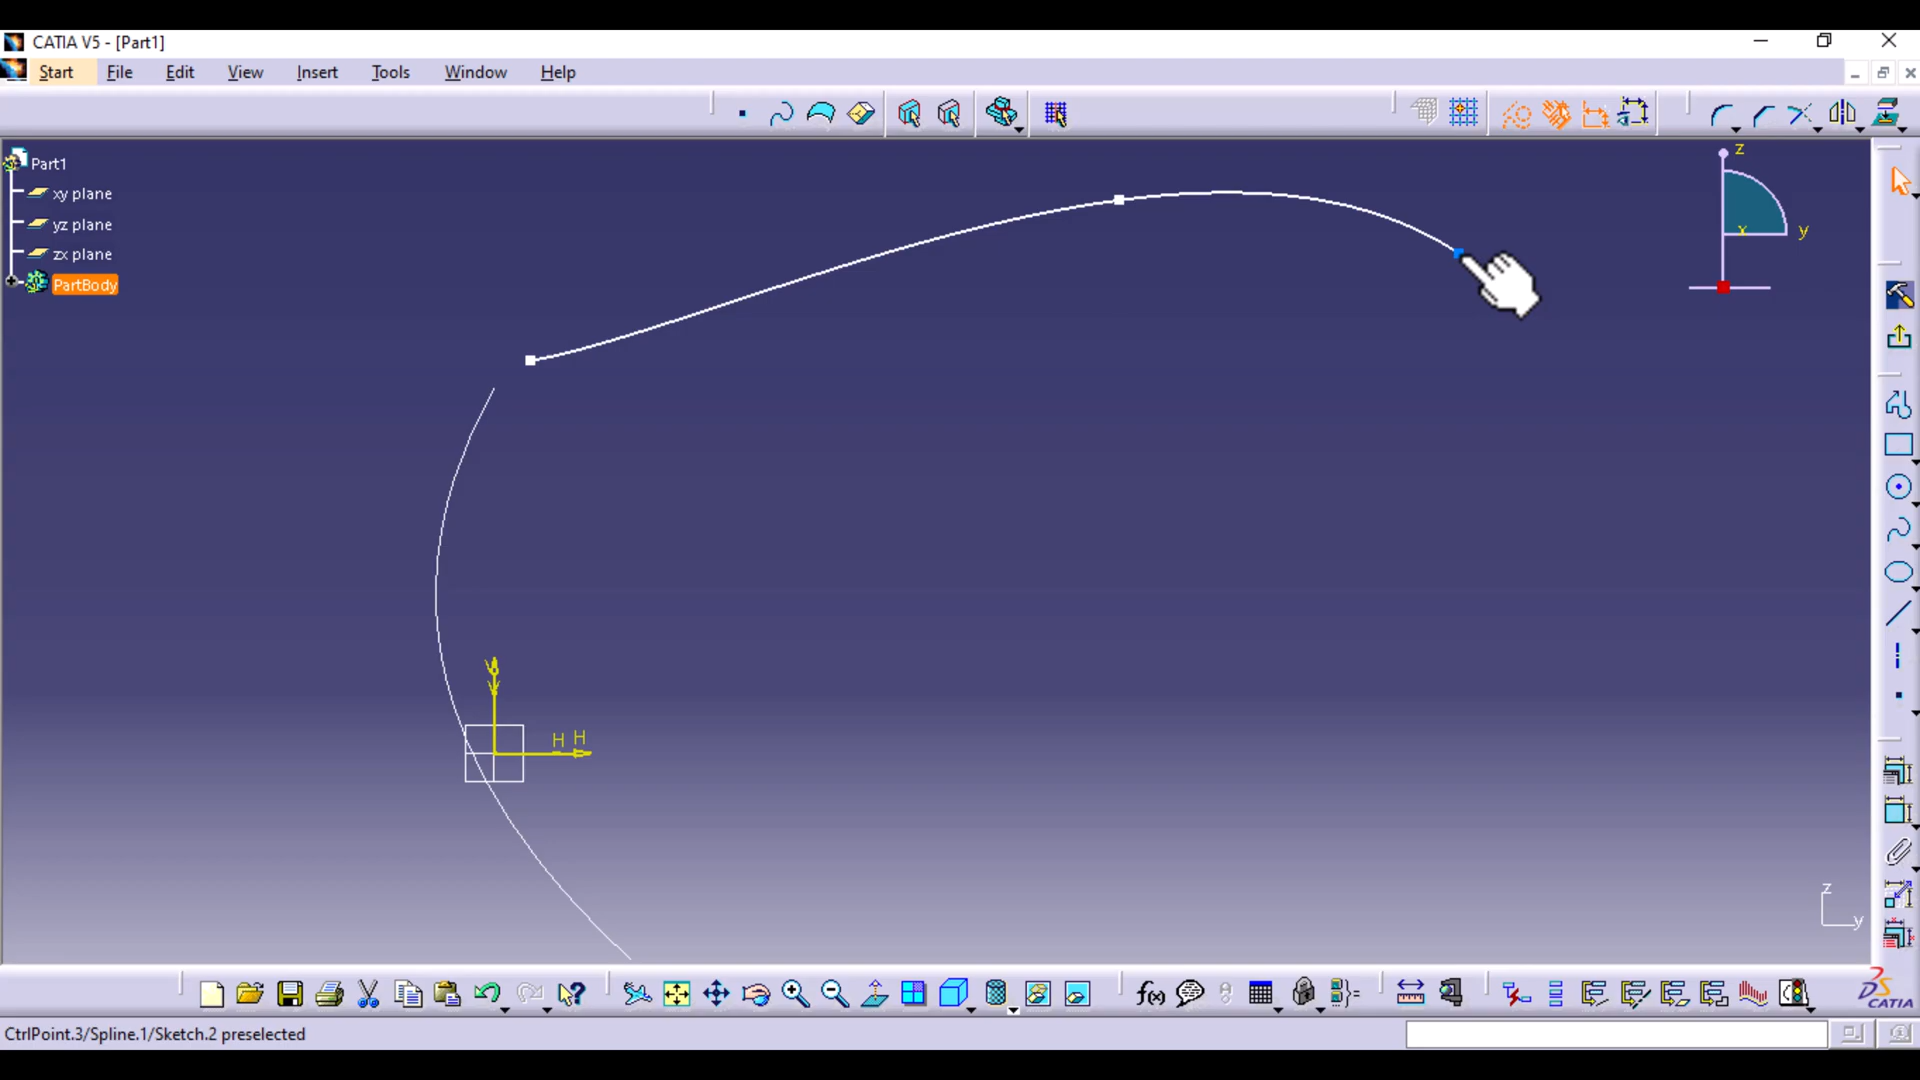 CATIA V5 - [Part1]
Start File Edit View Insert Tools Window Help
Part1
xy plane
yz plane
zx plane
PartBody
z
x
y
V
V
H H
z
y
f(x)
CATIA
CtrlPoint.3/Spline.1/Sketch.2 preselected